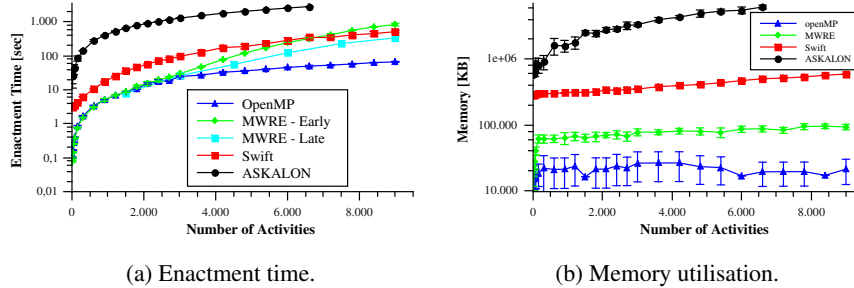 Enactment Time [sec]
1.000
100
10
1
0,1
0,01
0
2.000
4.000
6.000
8.000
Number of Activities
OpenMP
MWRE - Early
MWRE - Late
Swift
ASKALON
(a) Enactment time.
Memory [KB]
1e+06
100.000
10.000
0
2.000
4.000
6.000
8.000
Number of Activities
openMP
MWRE
Swift
ASKALON
(b) Memory utilisation.